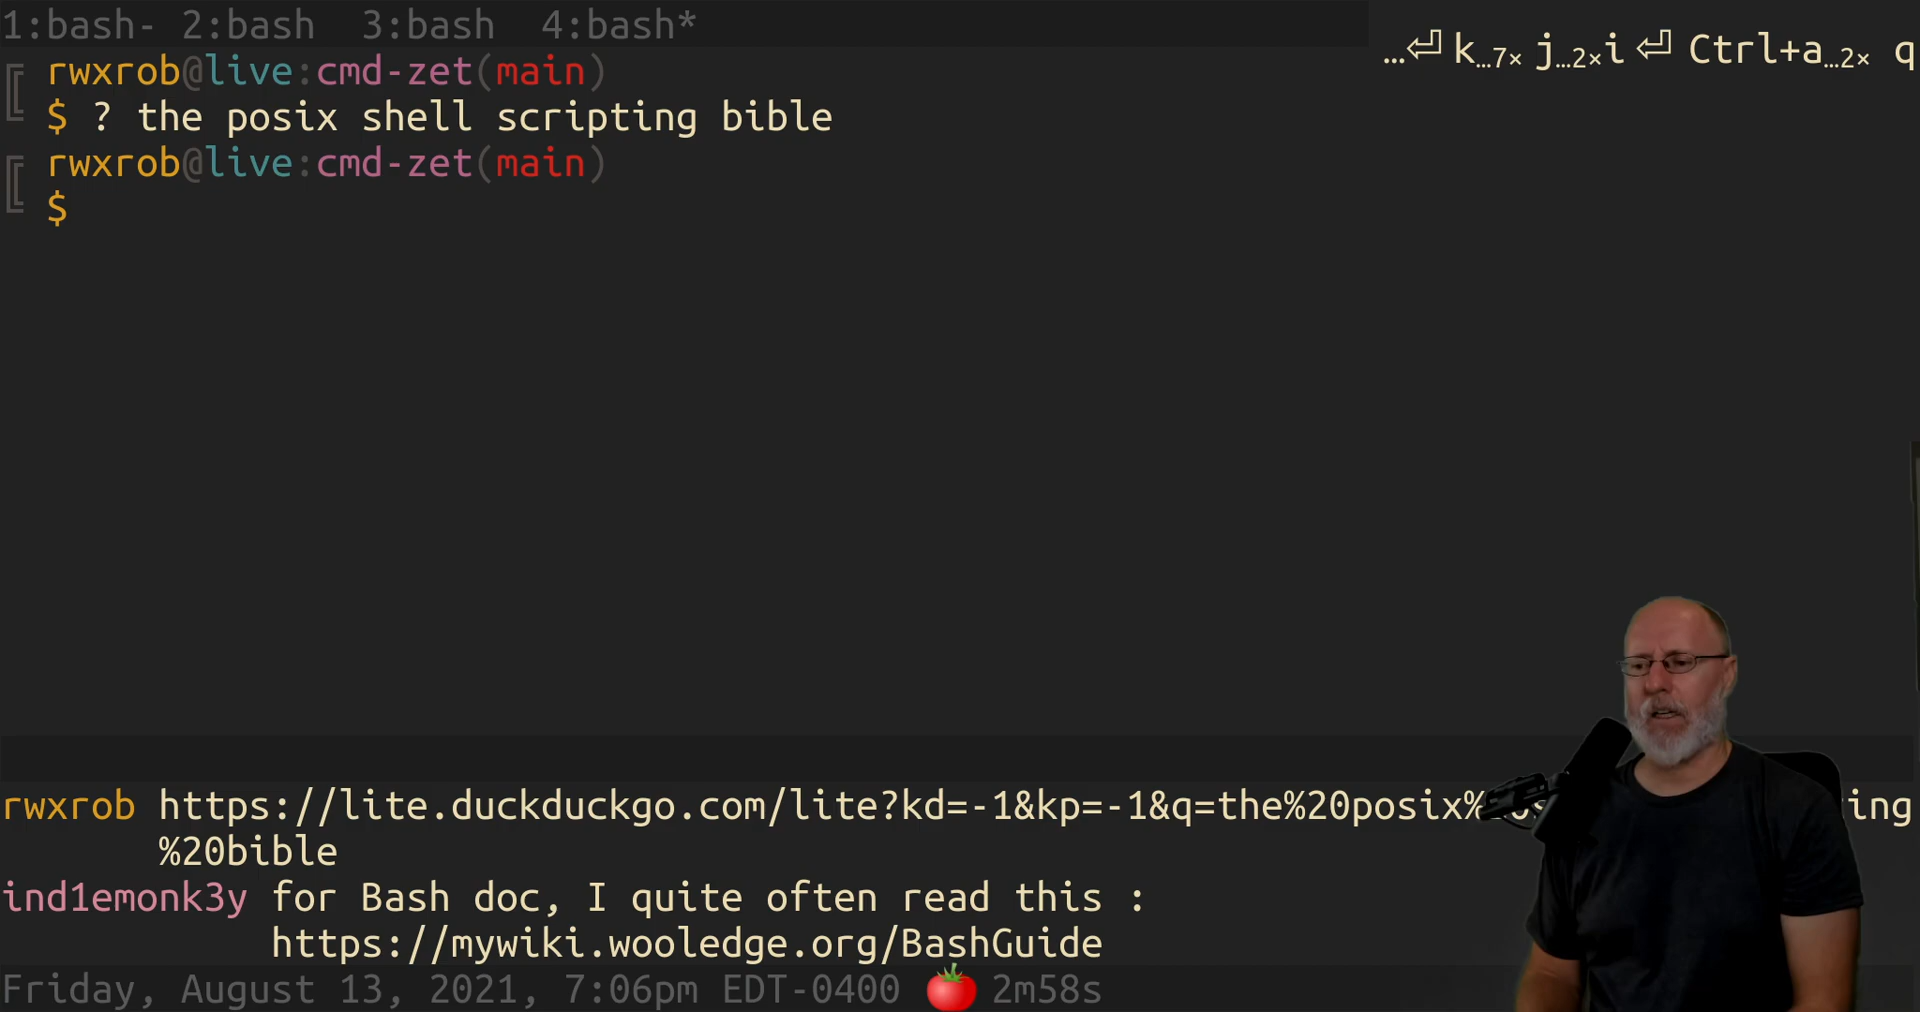 1:bash- 2:bash 3:bash 4:bash*
…⏎ k…7× j…2×i ⏎ Ctrl+a…2× q
rwxrob@live:cmd-zet(main)
$ ? the posix shell scripting bible
rwxrob@live:cmd-zet(main)
$
rwxrob https://lite.duckduckgo.com/lite?kd=-1&kp=-1&q=the%20posix% ing
%20bible
ind1emonk3y for Bash doc, I quite often read this :
https://mywiki.wooledge.org/BashGuide
Friday, August 13, 2021, 7:06pm EDT-0400 🍅 2m58s